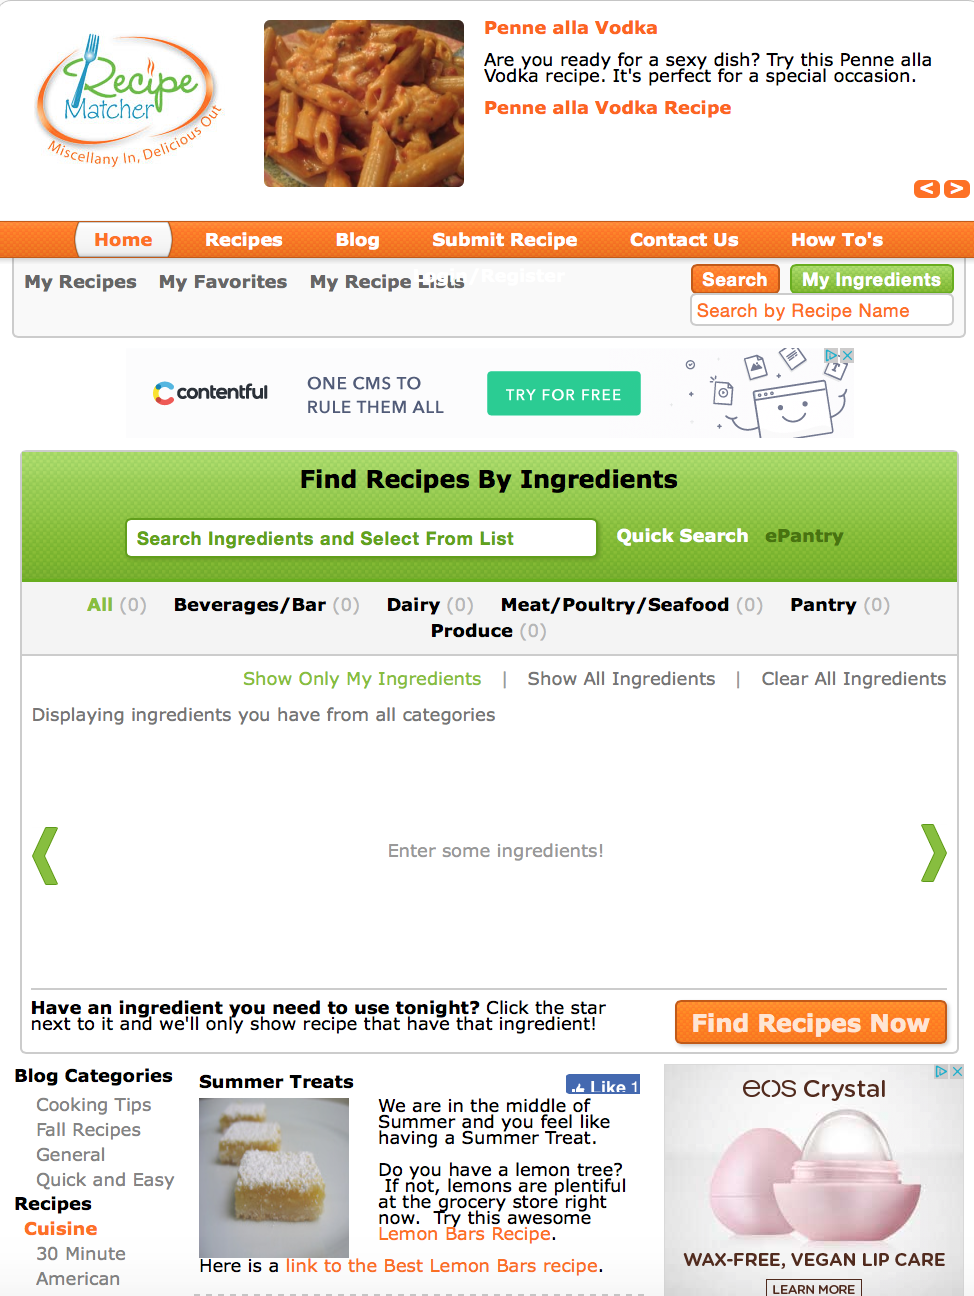 Recipe
Matcher
Miscellany In, Delicious Out
Penne alla Vodka
Are you ready for a sexy dish? Try this Penne alla
Vodka recipe. It's perfect for a special occasion.
Penne alla Vodka Recipe
< >
Home Recipes Blog Submit Recipe Contact Us How To's
My Recipes My Favorites My Recipe Lists /Register
Search My Ingredients
Search by Recipe Name
contentful
ONE CMS TO
RULE THEM ALL
TRY FOR FREE
Find Recipes By Ingredients
Search Ingredients and Select From List Quick Search ePantry
All (0) Beverages/Bar (0) Dairy (0) Meat/Poultry/Seafood (0) Pantry (0)
Produce (0)
Show Only My Ingredients | Show All Ingredients | Clear All Ingredients
Displaying ingredients you have from all categories
Enter some ingredients!
Have an ingredient you need to use tonight? Click the star
next to it and we'll only show recipe that have that ingredient!
Find Recipes Now
Blog Categories
Cooking Tips
Fall Recipes
General
Quick and Easy
Recipes
Cuisine
30 Minute
American
Summer Treats
Like 1
We are in the middle of
Summer and you feel like
having a Summer Treat.
Do you have a lemon tree?
If not, lemons are plentiful
at the grocery store right
now. Try this awesome
Lemon Bars Recipe.
Here is a link to the Best Lemon Bars recipe.
eos Crystal
WAX-FREE, VEGAN LIP CARE
LEARN MORE